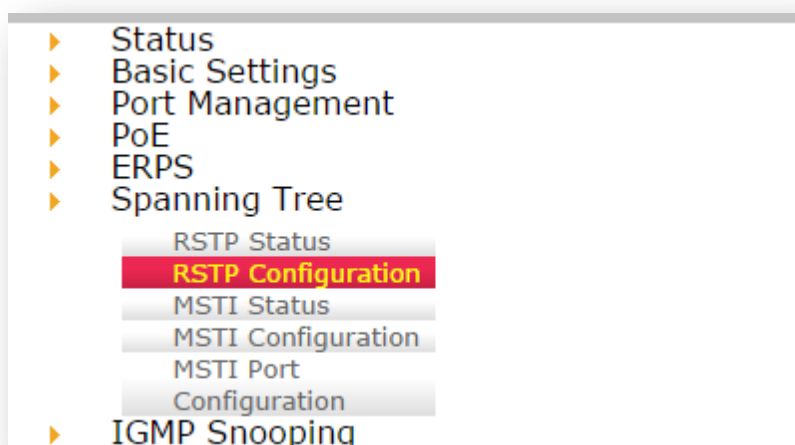 Status
Basic Settings
Port Management
PoE
ERPS
Spanning Tree
RSTP Status
RSTP Configuration
MSTI Status
MSTI Configuration
MSTI Port
Configuration
IGMP Snooping